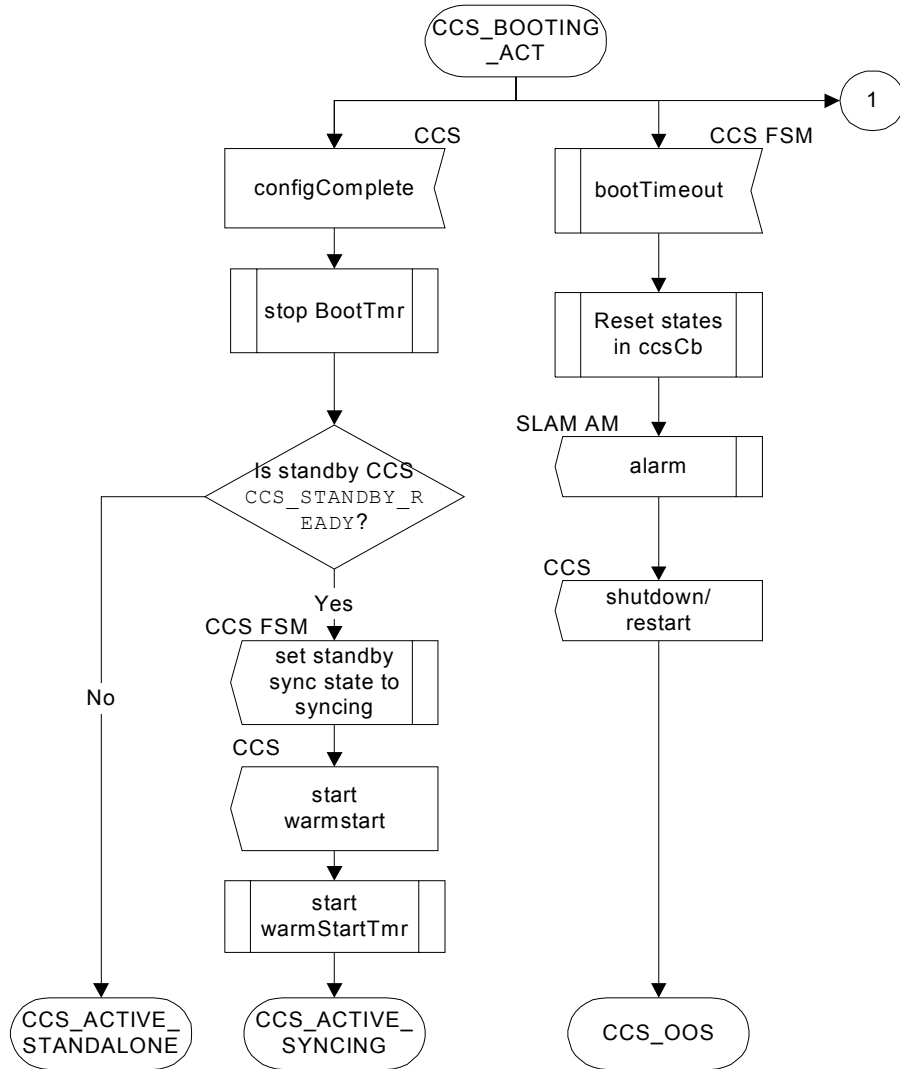 CCS_BOOTING
_ACT
1
CCS
configComplete
stop BootTmr
Is standby CCS
CCS_STANDBY_R
EADY?
No
Yes
CCS FSM
set standby
sync state to
syncing
CCS
start
warmstart
start
warmStartTmr
CCS_ACTIVE_
STANDALONE
CCS_ACTIVE_
SYNCING
CCS FSM
bootTimeout
Reset states
in ccsCb
SLAM AM
alarm
CCS
shutdown/
restart
CCS_OOS